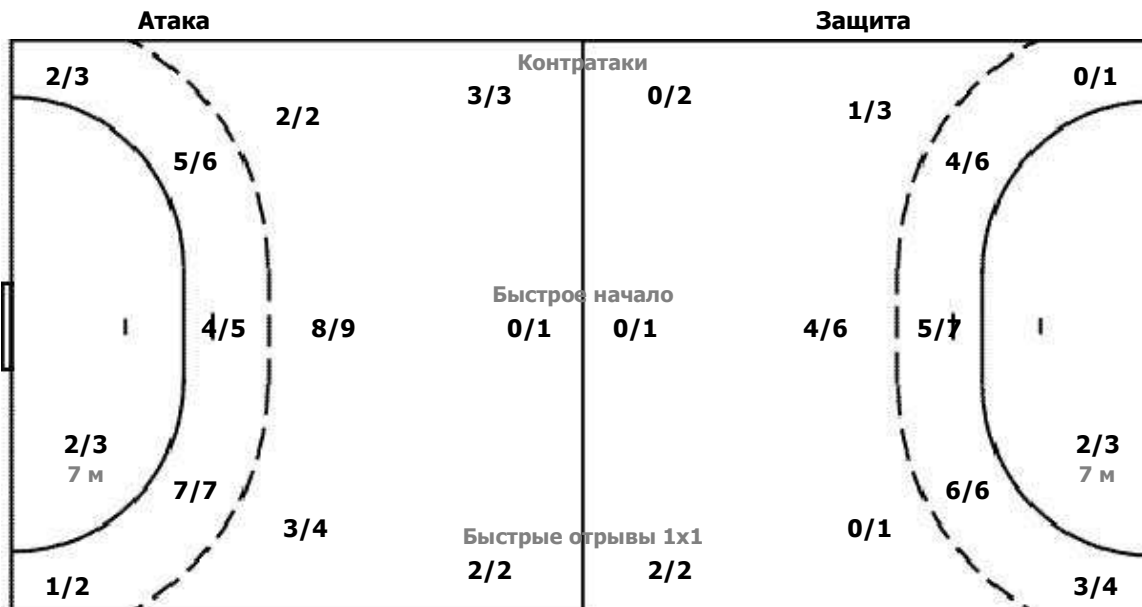 Атака Защита
Контратаки
2/3 0/1
3/3 0/2
2/2 1/3
5/6 4/6
Быстрое начало
4/5 8/9 0/1 0/1 4/6 5/7
2/3 2/3
7 м 7 м
7/7 6/6
3/4 0/1
Быстрые отрывы 1x1
2/2 2/2
1/2 3/4